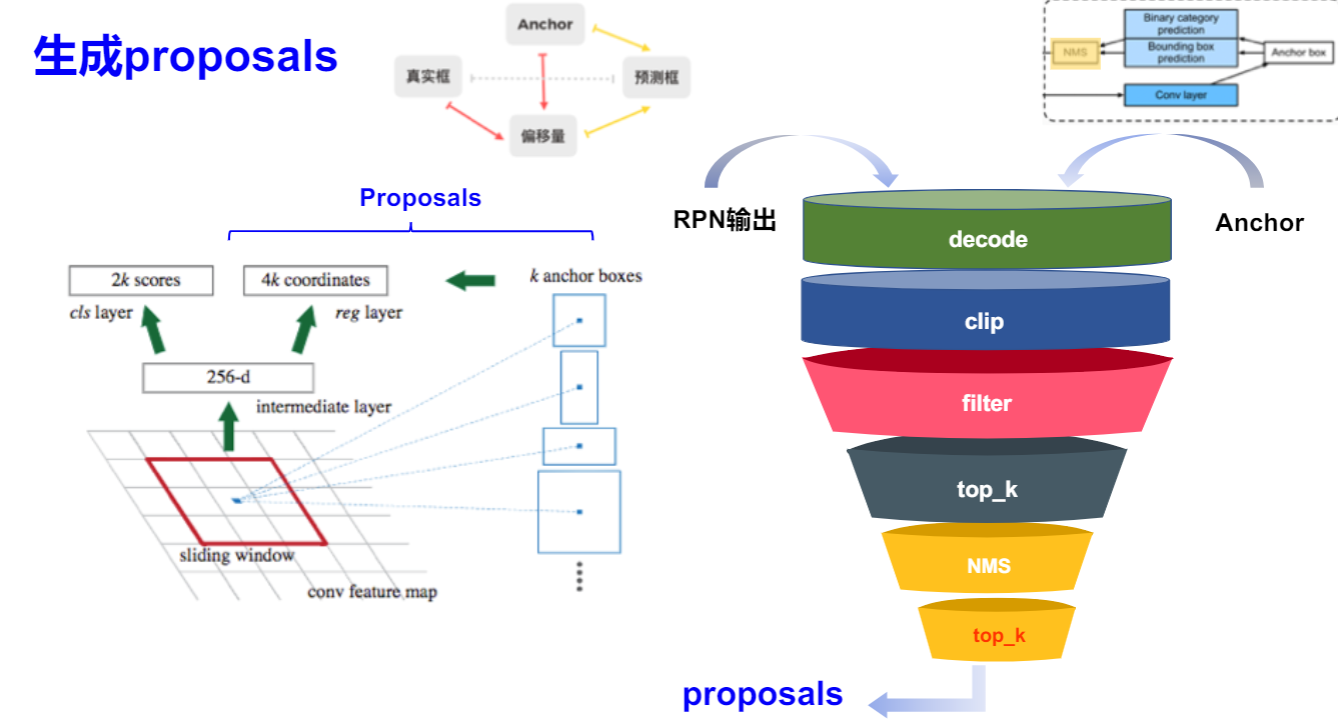 生成proposals
Anchor
真实框
预测框
偏移量
Binary category
prediction
NMS
Bounding box
prediction
Anchor box
Conv layer
Proposals
2k scores
4k coordinates
k anchor boxes
cls layer
reg layer
256-d
intermediate layer
sliding window
conv feature map
RPN输出
Anchor
decode
clip
filter
top_k
NMS
top_k
proposals